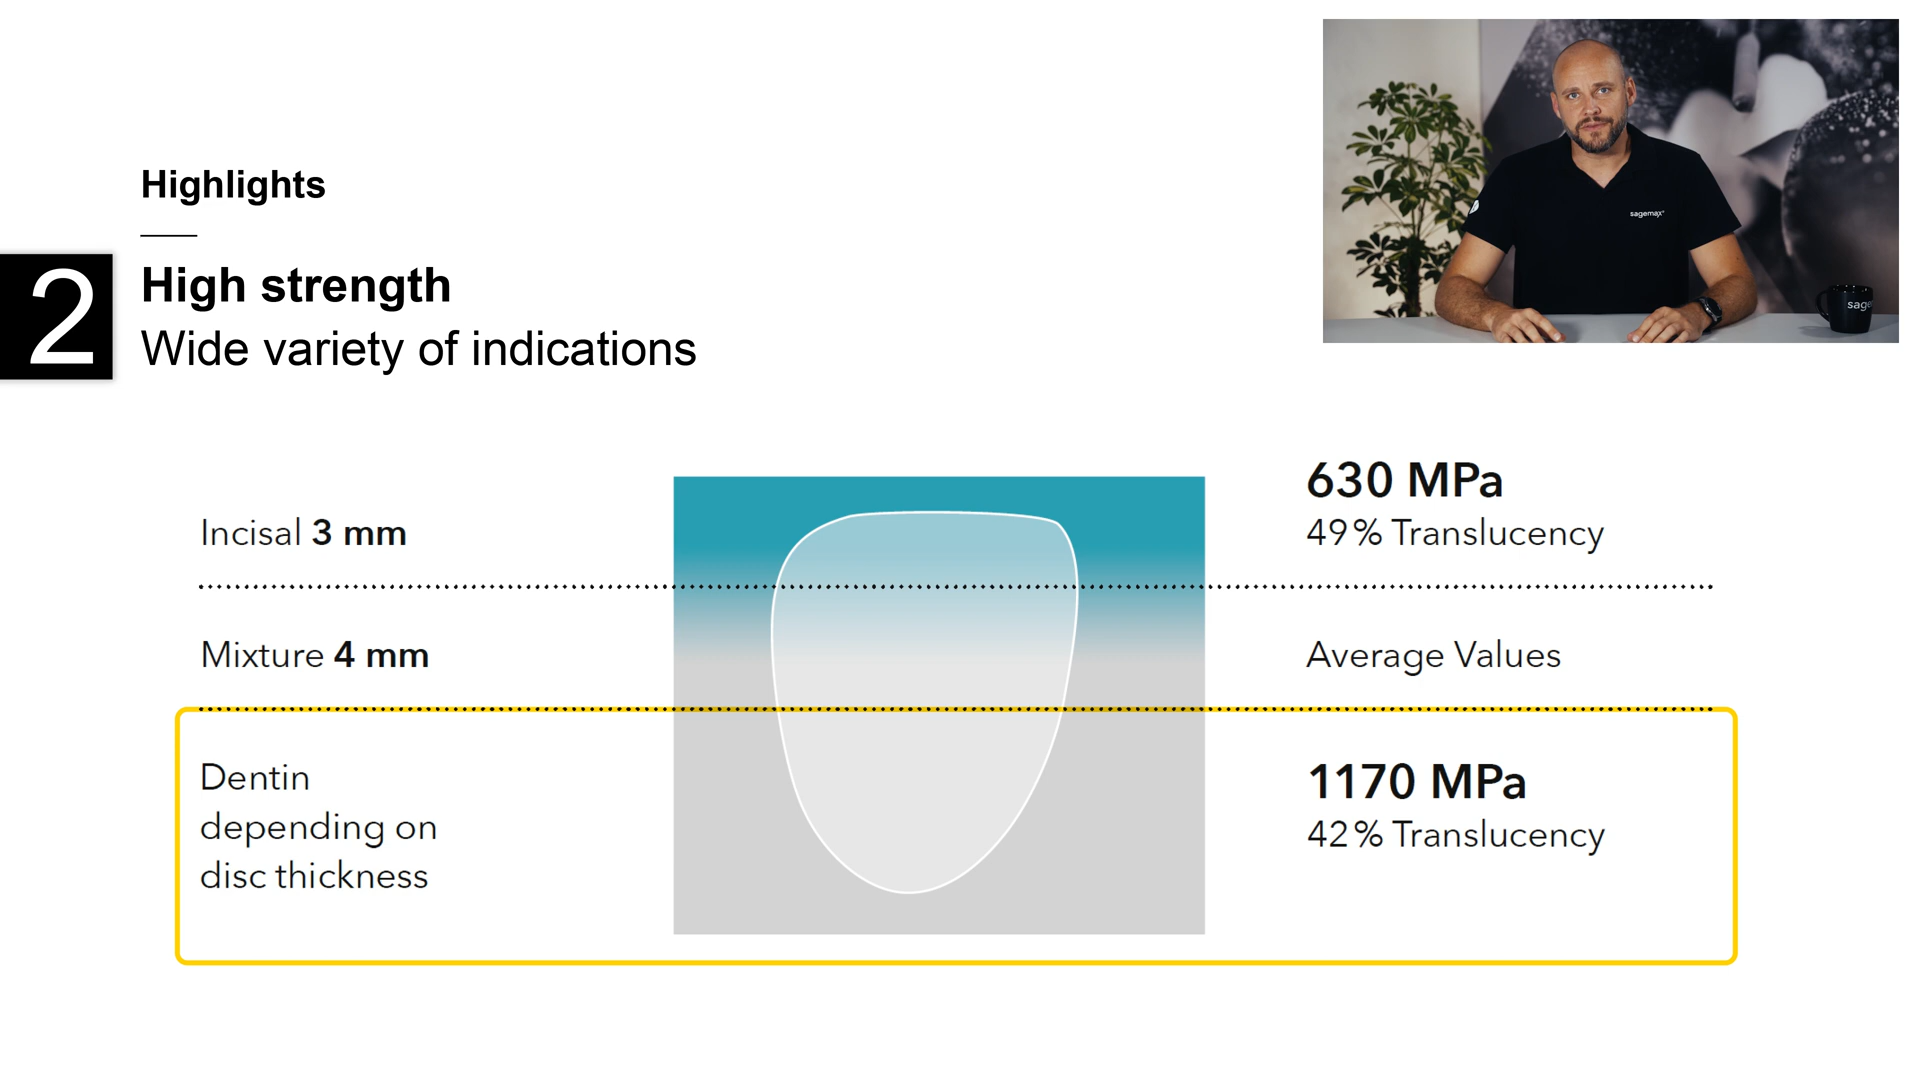 Highlights
2
High strength
Wide variety of indications
sagemax®
Incisal 3 mm
630 MPa
49% Translucency
Mixture 4 mm
Average Values
Dentin
depending on
disc thickness
1170 MPa
42% Translucency